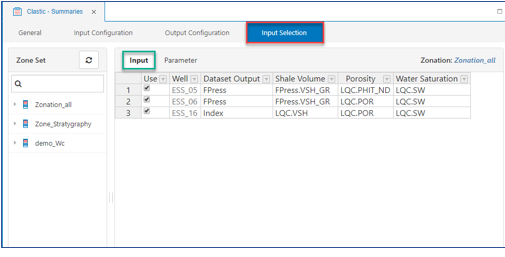 Clastic - Summaries x
General Input Configuration Output Configuration Input Selection
Zone Set Input Parameter Zonation: Zonation_all
Use Well Dataset Output Shale Volume Porosity Water Saturation
1 ESS_05 FPress FPress.VSH_GR LQC.PHIT_ND LQC.SW
2 ESS_06 FPress FPress.VSH_GR LQC.POR LQC.SW
3 ESS_16 Index LQC.VSH LQC.POR LQC.SW
Zonation_all
Zone_Stratygraphy
demo_Wc